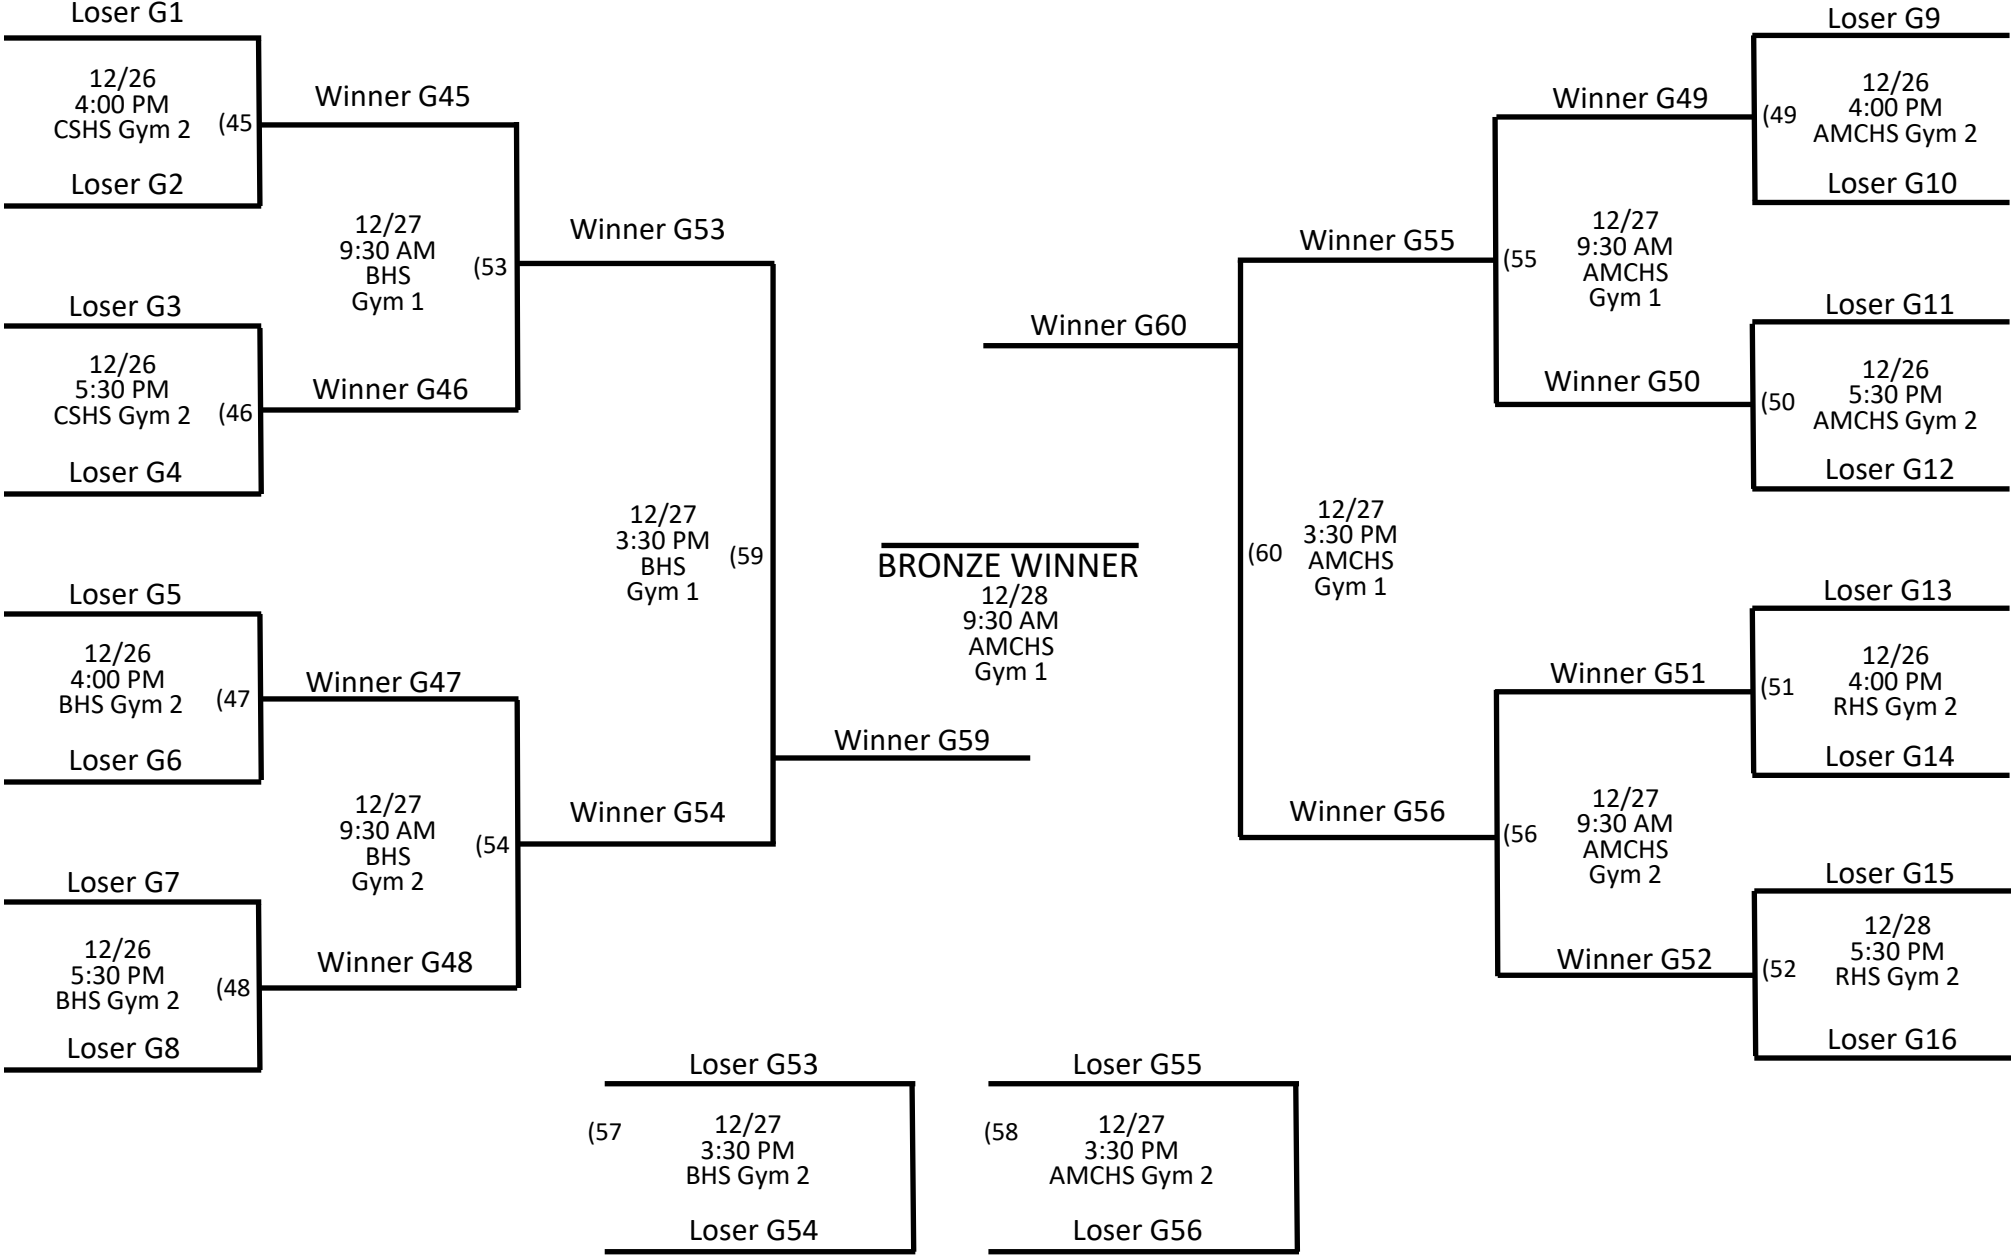 Loser G1
12/26
4:00 PM
CSHS Gym 2
(45
Loser G2
Winner G45
12/27
9:30 AM
BHS
Gym 1
(53
Loser G3
12/26
5:30 PM
CSHS Gym 2
(46
Loser G4
Winner G46
Winner G53
12/27
3:30 PM
BHS
Gym 1
(59
Loser G5
12/26
4:00 PM
BHS Gym 2
(47
Loser G6
Winner G47
12/27
9:30 AM
BHS
Gym 2
(54
Loser G7
12/26
5:30 PM
BHS Gym 2
(48
Loser G8
Winner G48
Winner G54
Winner G59
BRONZE WINNER
12/28
9:30 AM
AMCHS
Gym 1
Winner G60
Winner G55
12/27
3:30 PM
AMCHS
Gym 1
(60
Winner G56
Winner G49
12/27
9:30 AM
AMCHS
Gym 1
(55
Winner G50
Loser G9
12/26
4:00 PM
AMCHS Gym 2
(49
Loser G10
Loser G11
12/26
5:30 PM
AMCHS Gym 2
(50
Loser G12
Winner G51
12/27
9:30 AM
AMCHS
Gym 2
(56
Winner G52
Loser G13
12/26
4:00 PM
RHS Gym 2
(51
Loser G14
Loser G15
12/28
5:30 PM
RHS Gym 2
(52
Loser G16
Loser G53
(57
12/27
3:30 PM
BHS Gym 2
Loser G54
Loser G55
(58
12/27
3:30 PM
AMCHS Gym 2
Loser G56